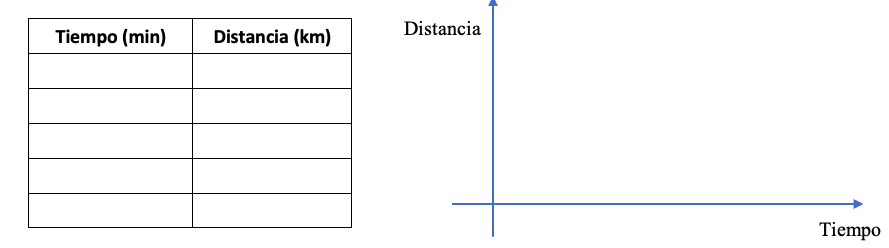 Tiempo (min) Distancia (km)
Distancia
Tiempo